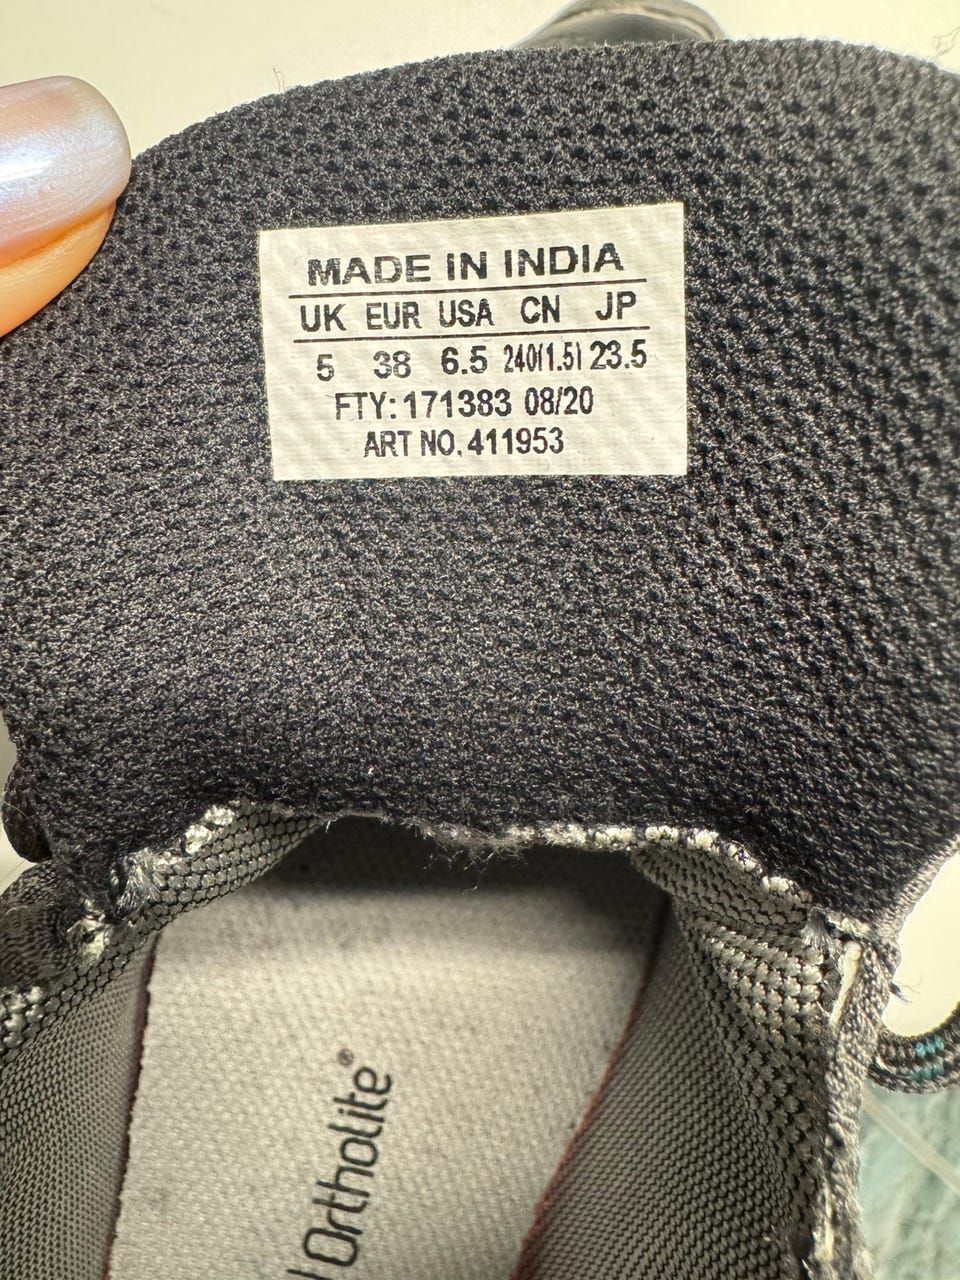 MADE IN INDIA
UK EUR USA CN JP
5 38 6.5 240(1.5) 23.5
FTY: 171383 08/20
ART NO. 411953
Ortholite®